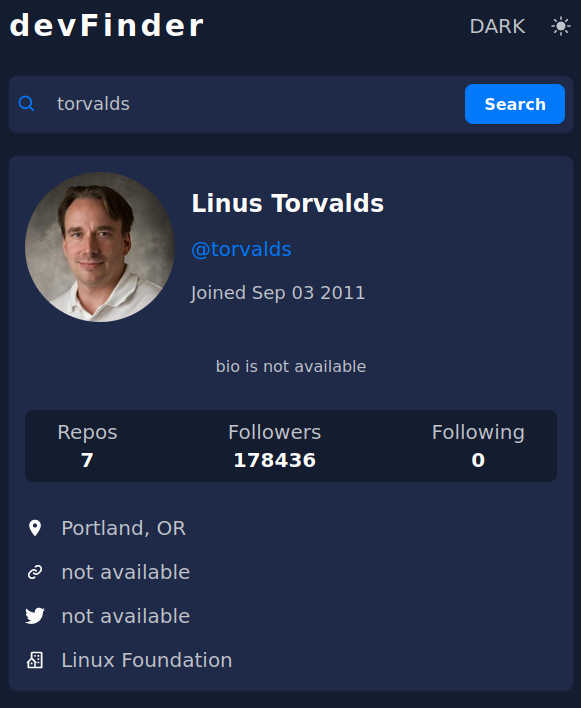 devFinder
DARK
torvalds
Search
Linus Torvalds
@torvalds
Joined Sep 03 2011
bio is not available
Repos Followers Following
7 178436 0
Portland, OR
not available
not available
Linux Foundation